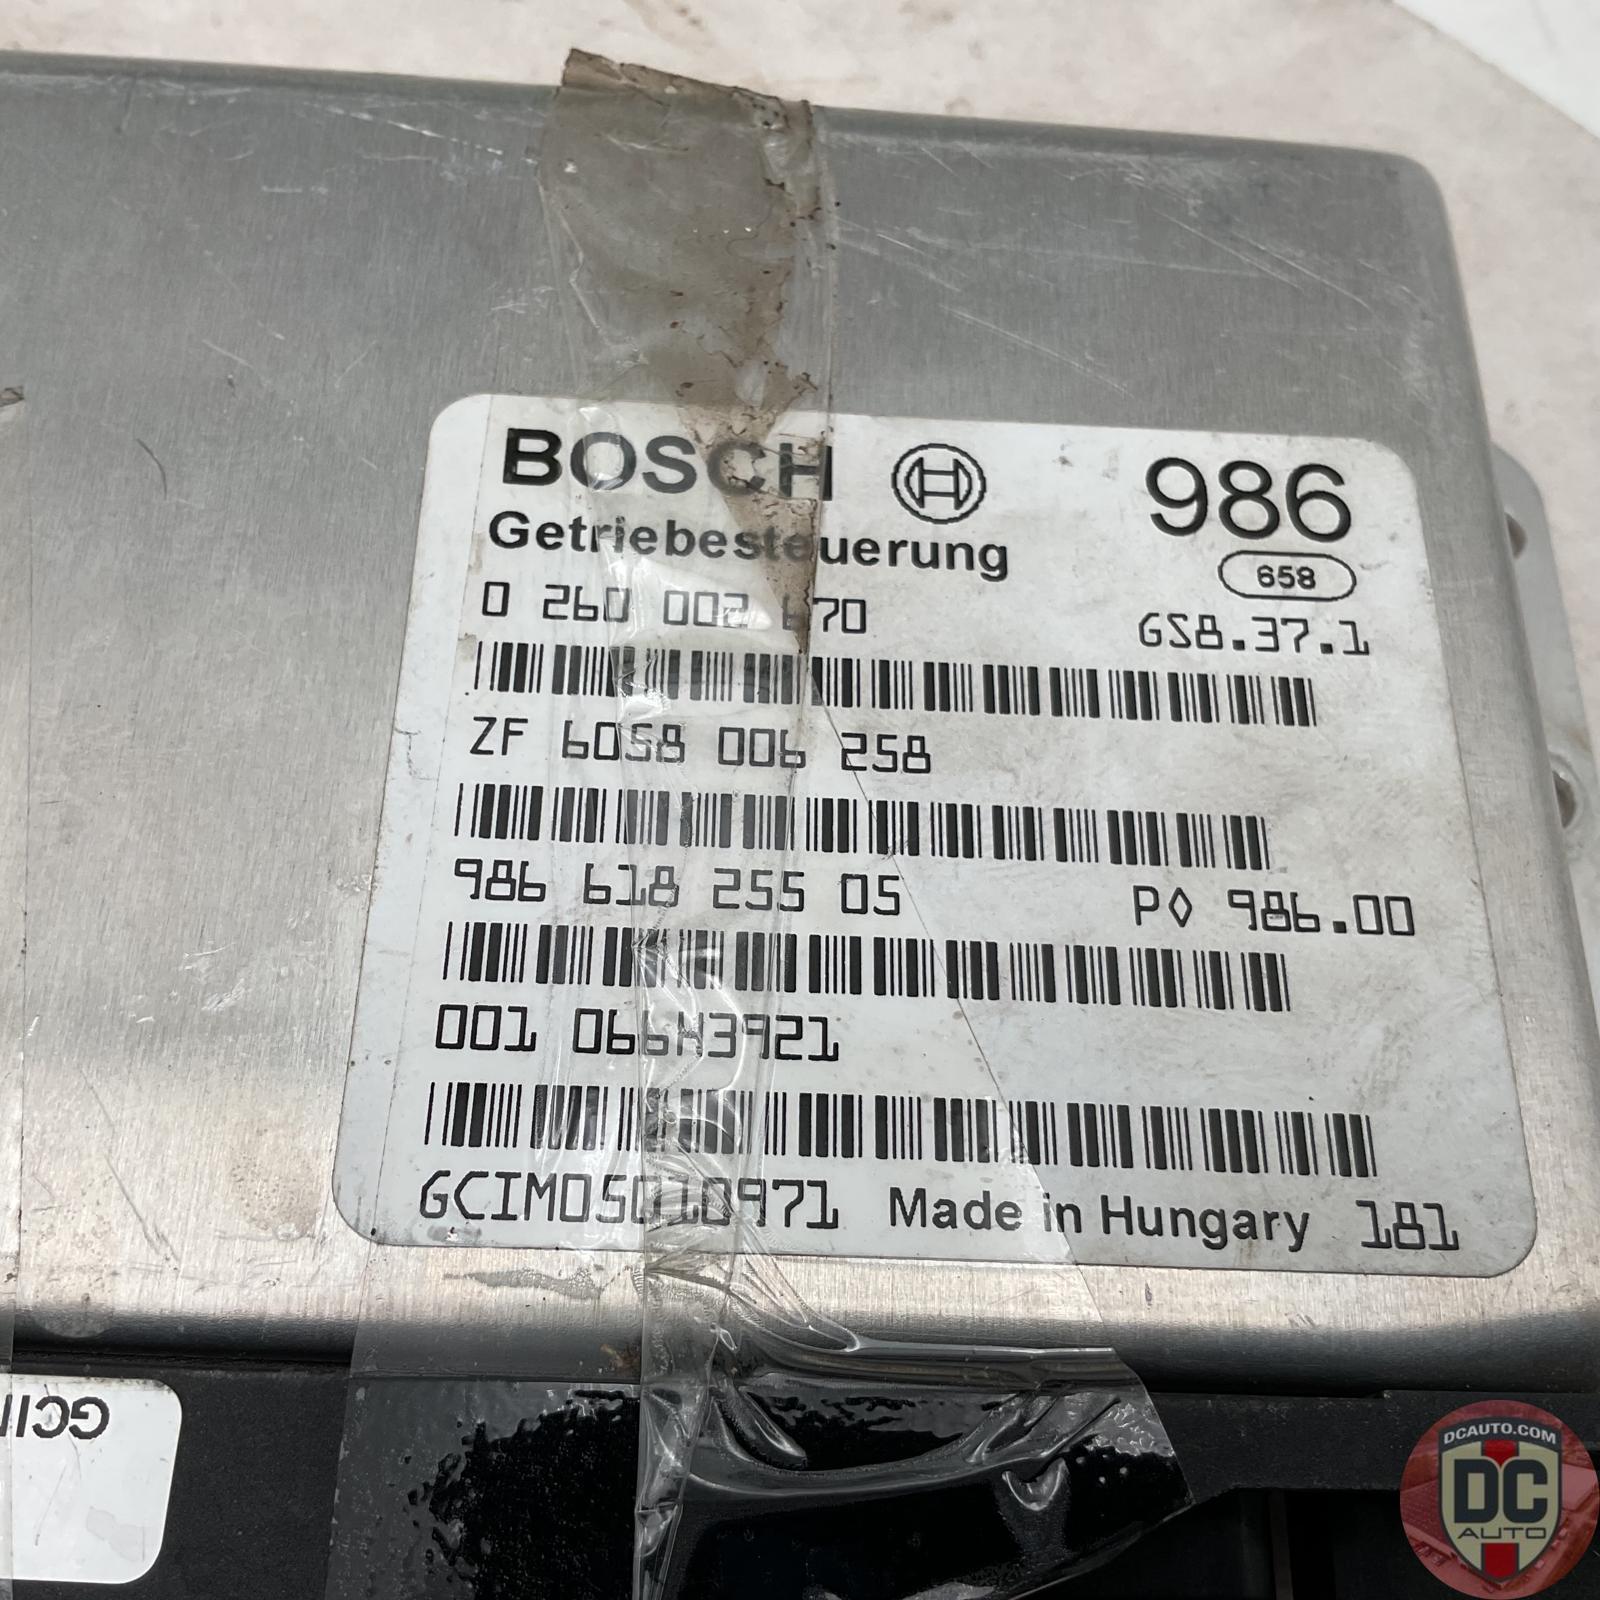 BOSCH 986
Getriebesteuerung 658
0 260 002 670 GS8.37.1
ZF 6058 006 258
986 618 255 05 P◊ 986.00
001 066H3921
GCIM05010971 Made in Hungary 181
GCI
DCAUTO.COM
DC
AUTO